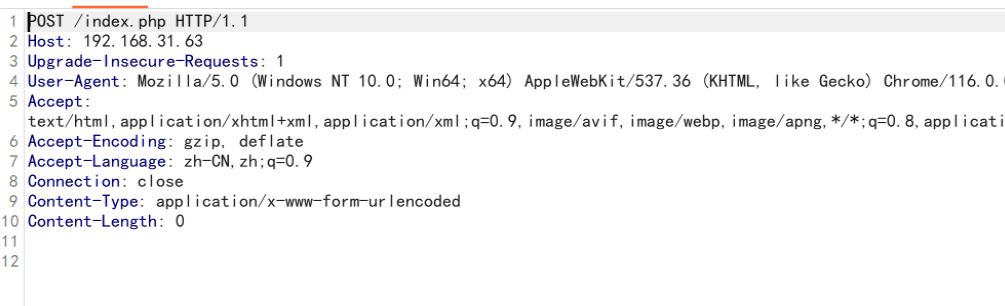 1 POST /index.php HTTP/1.1
2 Host: 192.168.31.63
3 Upgrade-Insecure-Requests: 1
4 User-Agent: Mozilla/5.0 (Windows NT 10.0; Win64; x64) AppleWebKit/537.36 (KHTML, like Gecko) Chrome/116.0.
5 Accept:
text/html,application/xhtml+xml,application/xml;q=0.9,image/avif,image/webp,image/apng,*/*;q=0.8,applicati
6 Accept-Encoding: gzip, deflate
7 Accept-Language: zh-CN,zh;q=0.9
8 Connection: close
9 Content-Type: application/x-www-form-urlencoded
10 Content-Length: 0
11
12